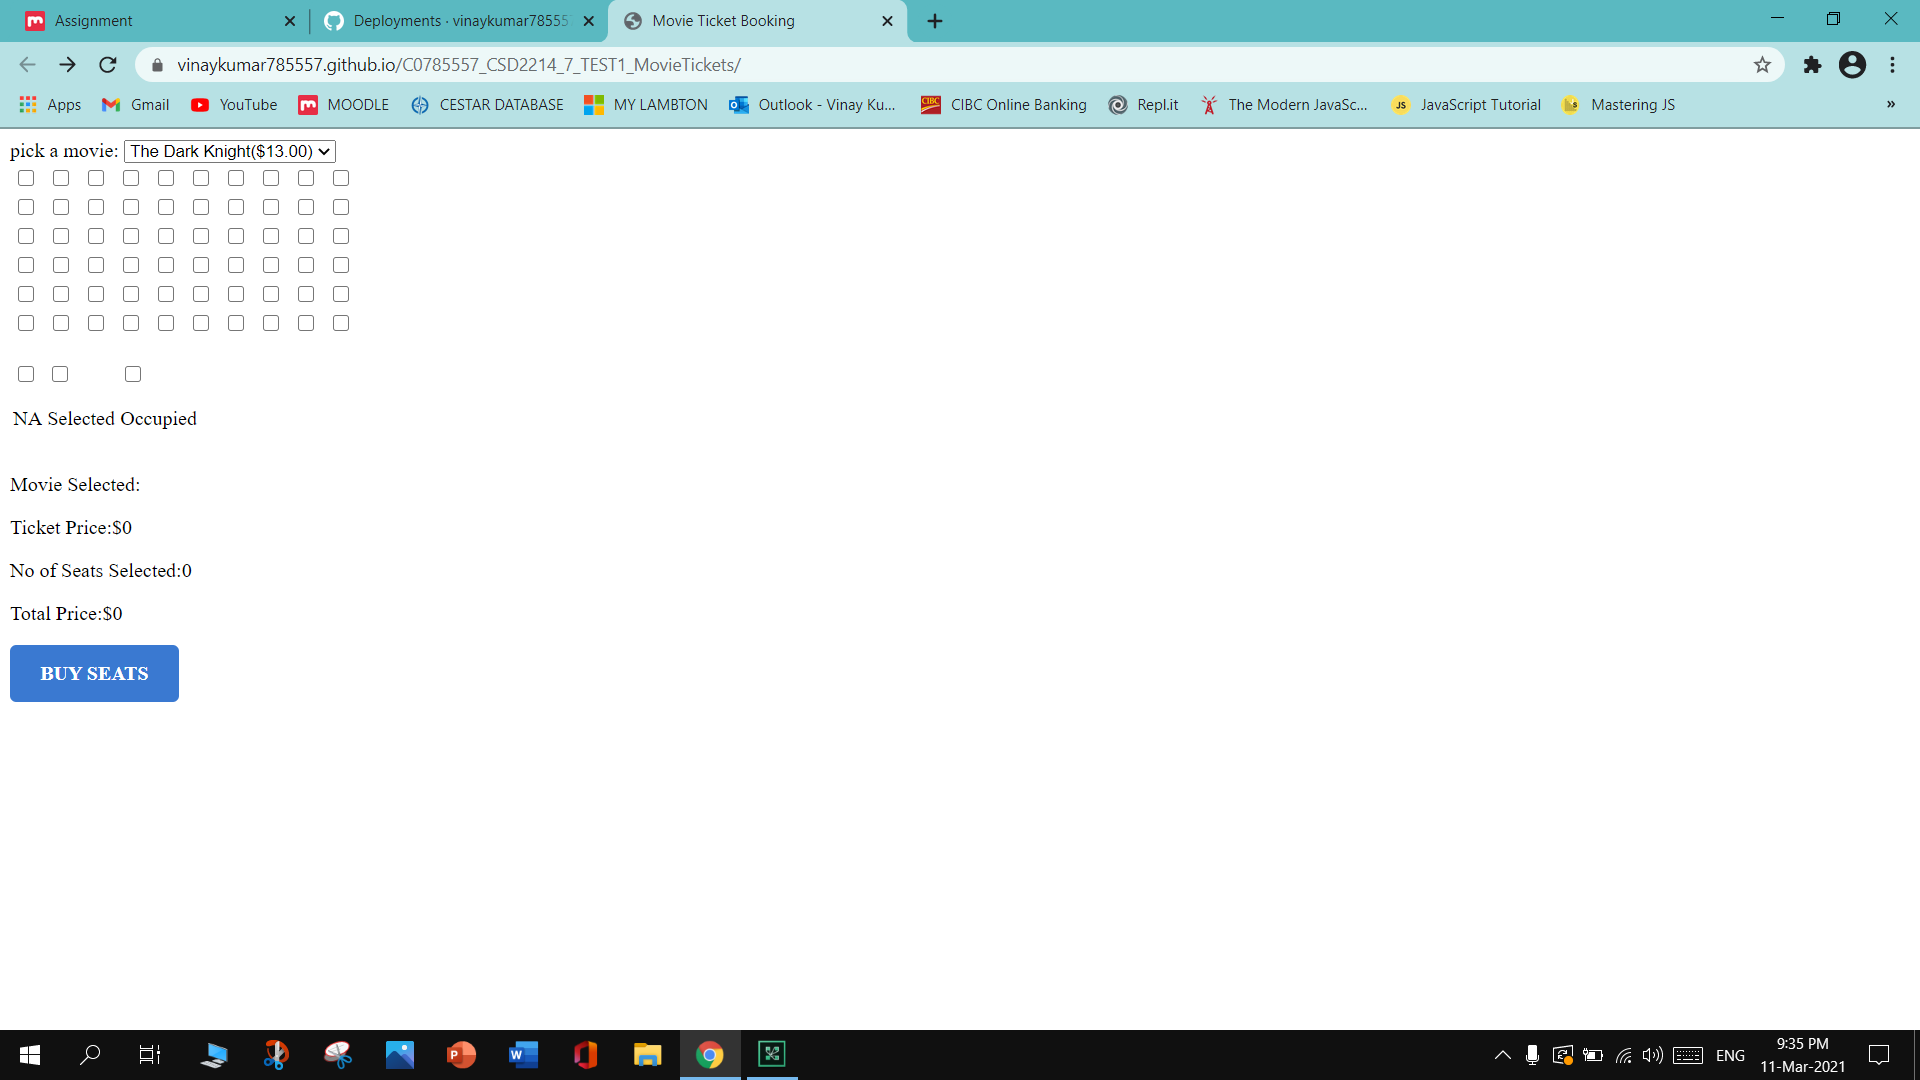 Assignment
Deployments · vinaykumar78555
Movie Ticket Booking
vinaykumar785557.github.io/C0785557_CSD2214_7_TEST1_MovieTickets/
Apps
Gmail
YouTube
MOODLE
CESTAR DATABASE
MY LAMBTON
Outlook - Vinay Ku...
CIBC
CIBC Online Banking
Repl.it
The Modern JavaSc...
JS
JavaScript Tutorial
Mastering JS
»
pick a movie: The Dark Knight($13.00)
NA Selected Occupied
Movie Selected:
Ticket Price:$0
No of Seats Selected:0
Total Price:$0
BUY SEATS
P
W
ENG
9:35 PM
11-Mar-2021